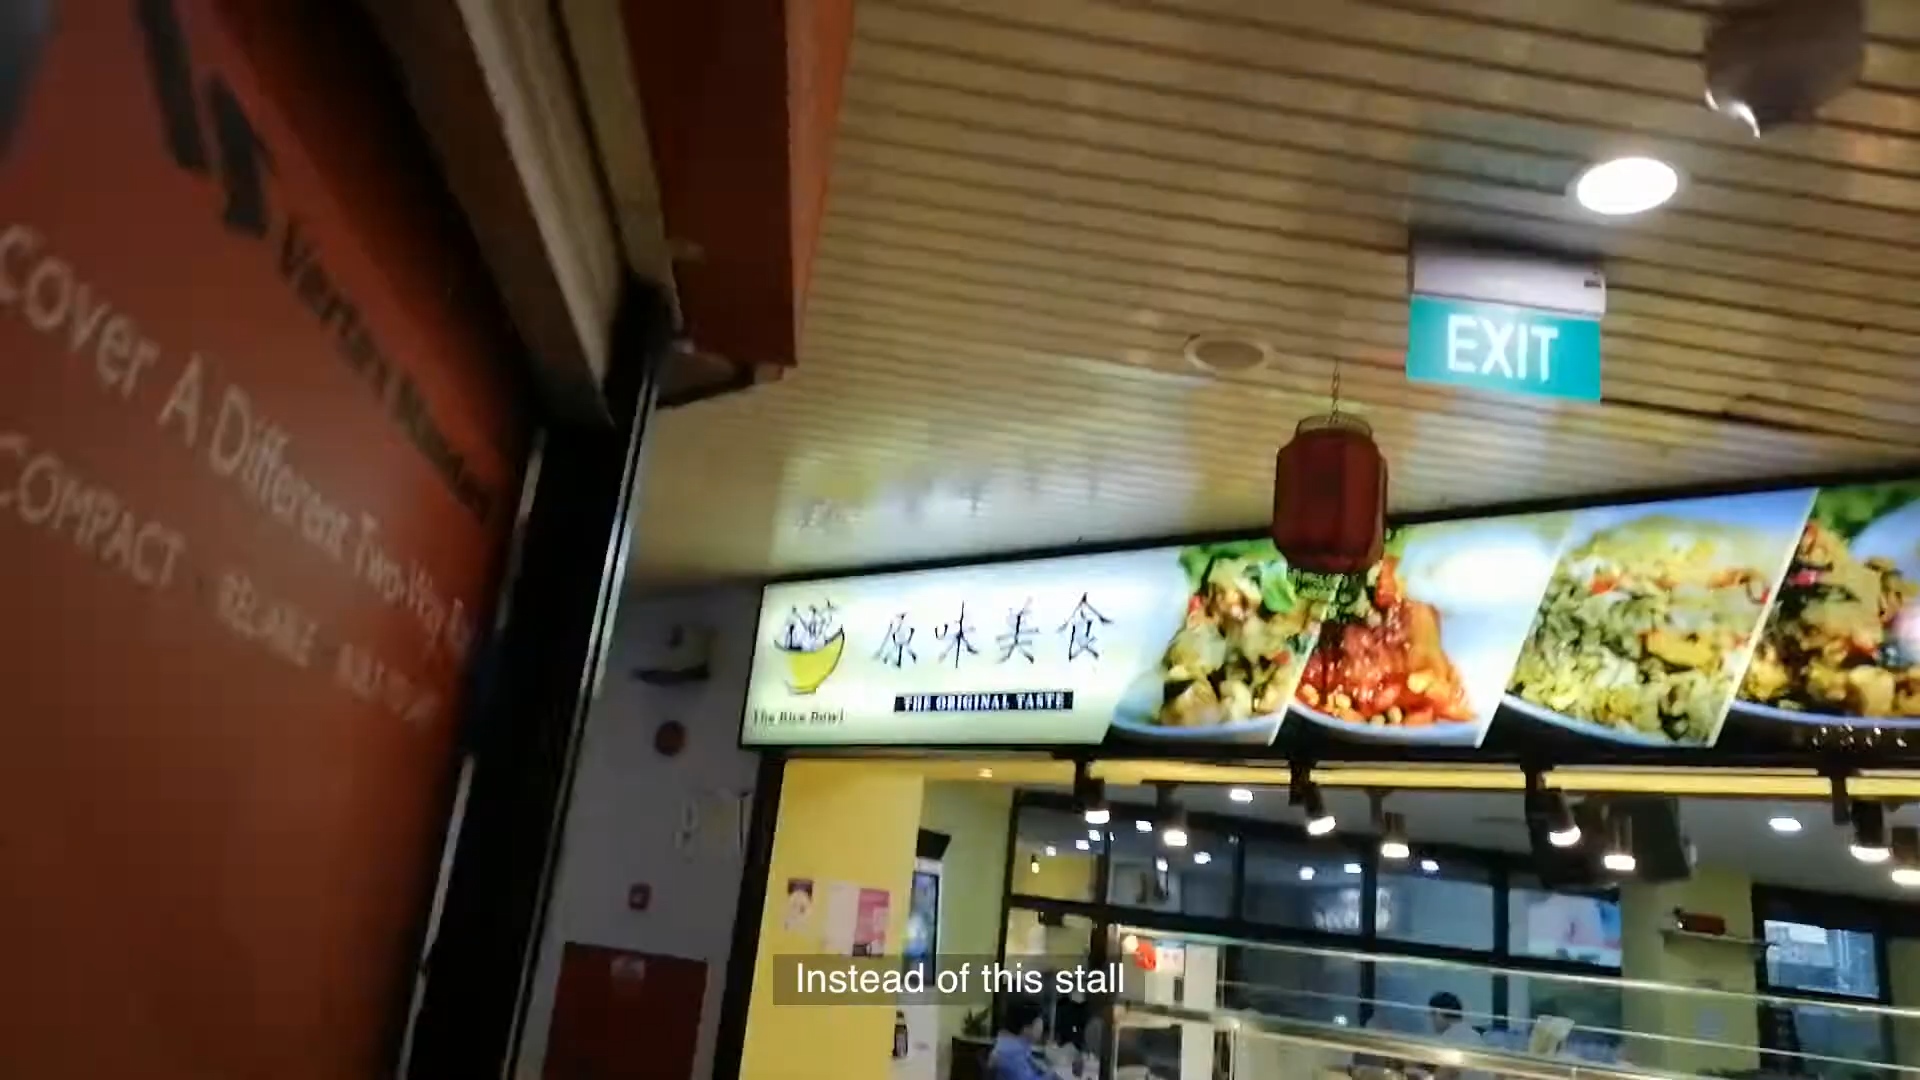 cover A Different Two-Way
COMPACT
EXIT
原味美食
THE ORIGINAL TASTE
The Rice Bowl
Instead of this stall